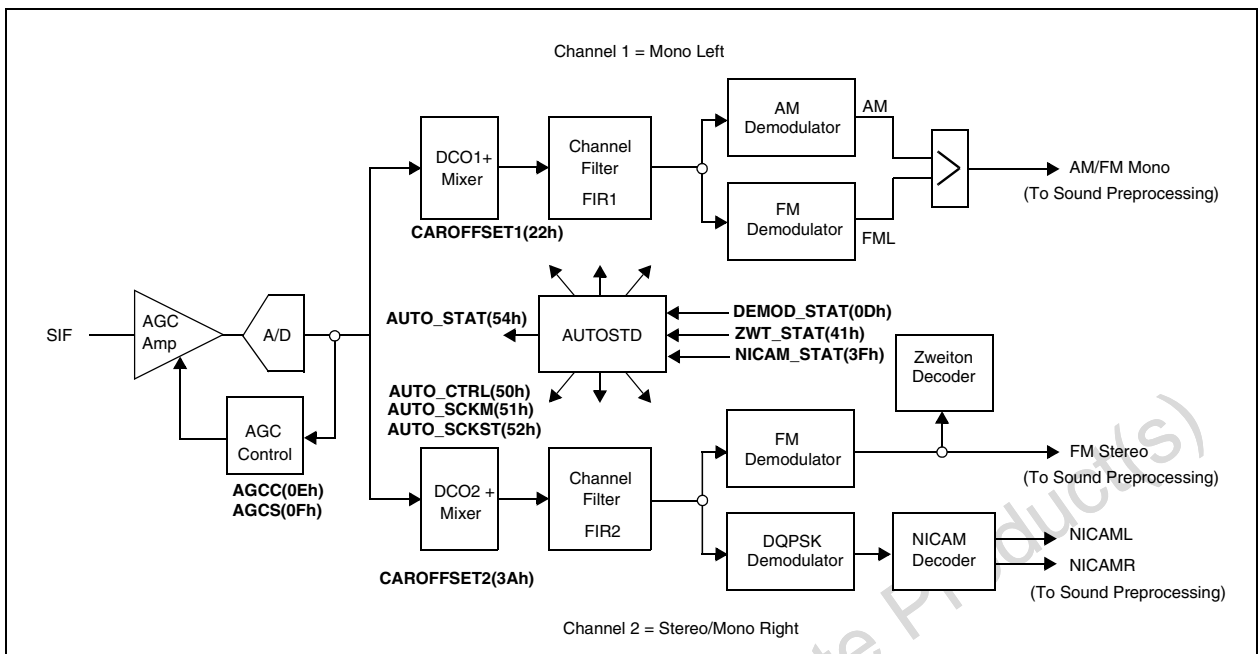 Channel 1 = Mono Left
AM
Demodulator
AM
DCO1+
Mixer
Channel
Filter
FIR1
AM/FM Mono
(To Sound Preprocessing)
FM
Demodulator
FML
CAROFFSET1(22h)
SIF
AGC
Amp
A/D
AUTO_STAT(54h)
AUTOSTD
DEMOD_STAT(0Dh)
ZWT_STAT(41h)
NICAM_STAT(3Fh)
Zweiton
Decoder
AUTO_CTRL(50h)
AUTO_SCKM(51h)
AUTO_SCKST(52h)
AGC
Control
AGCC(0Eh)
AGCS(0Fh)
FM
Demodulator
FM Stereo
(To Sound Preprocessing)
DCO2 +
Mixer
Channel
Filter
FIR2
DQPSK
Demodulator
NICAM
Decoder
NICAML
NICAMR
(To Sound Preprocessing)
CAROFFSET2(3Ah)
Channel 2 = Stereo/Mono Right
Product(s)